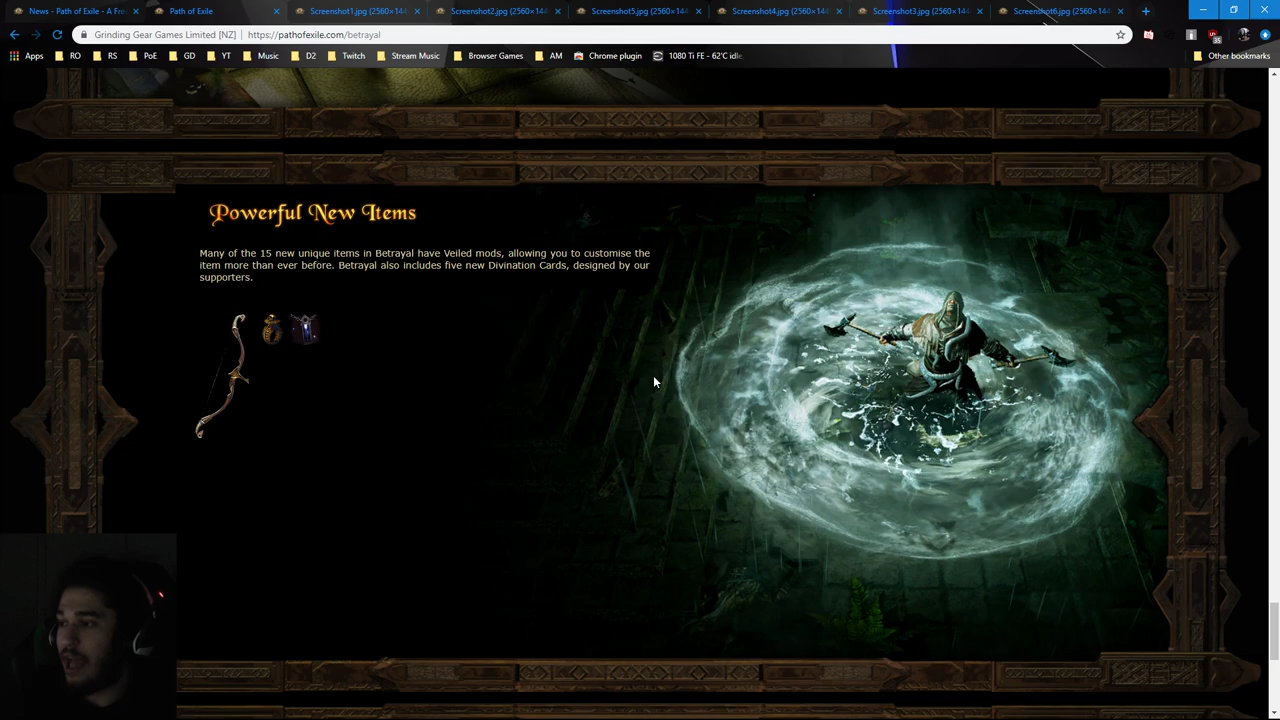 News - Path of Exile - A Fre
Path of Exile
Screenshot1.jpg (2560×144
Screenshot2.jpg (2560×144
Screenshot5.jpg (2560×144
Screenshot4.jpg (2560×144
Screenshot3.jpg (2560×144
Screenshot6.jpg (2560×144
Grinding Gear Games Limited [NZ] | https://pathofexile.com/betrayal
Apps RO RS PoE GD YT Music D2 Twitch Stream Music Browser Games AM Chrome plugin 1080 Ti FE - 62°C idle, Other bookmarks
Powerful New Items
Many of the 15 new unique items in Betrayal have Veiled mods, allowing you to customise the
item more than ever before. Betrayal also includes five new Divination Cards, designed by our
supporters.